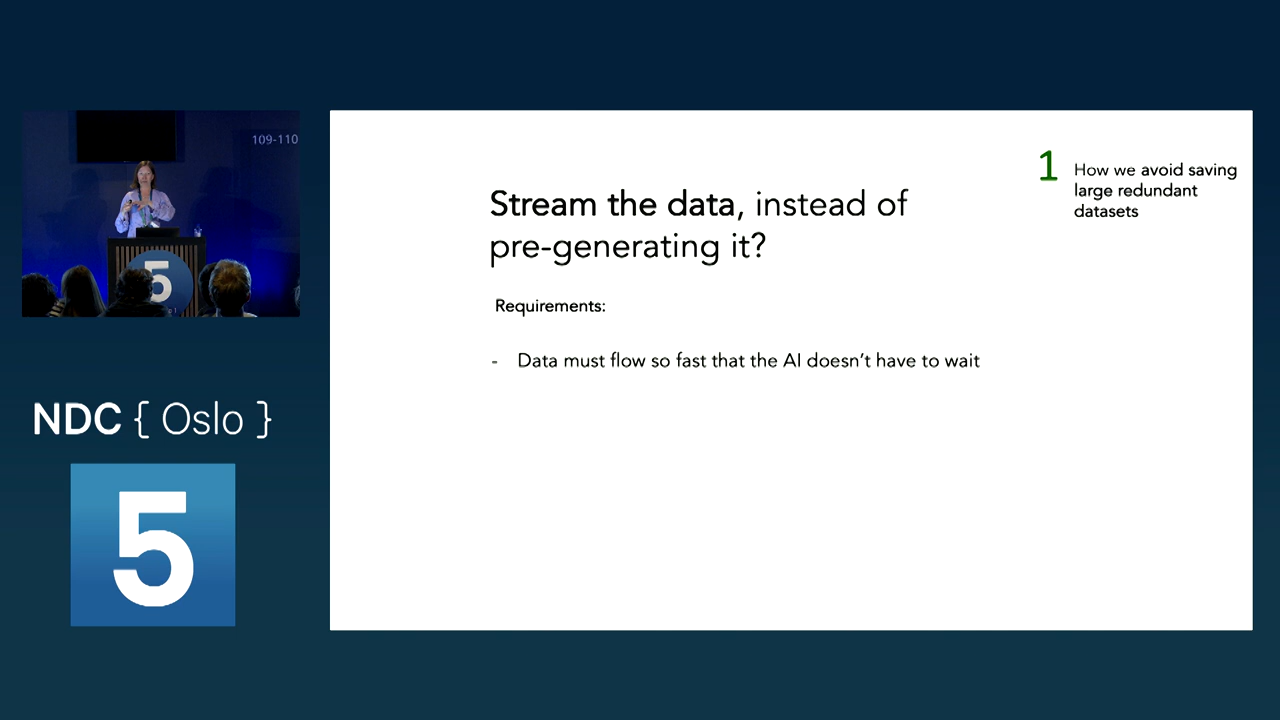 109-110
5
NDC { Oslo }
5
1
How we avoid saving
large redundant
datasets
Stream the data, instead of
pre-generating it?
Requirements:
- Data must flow so fast that the AI doesn’t have to wait